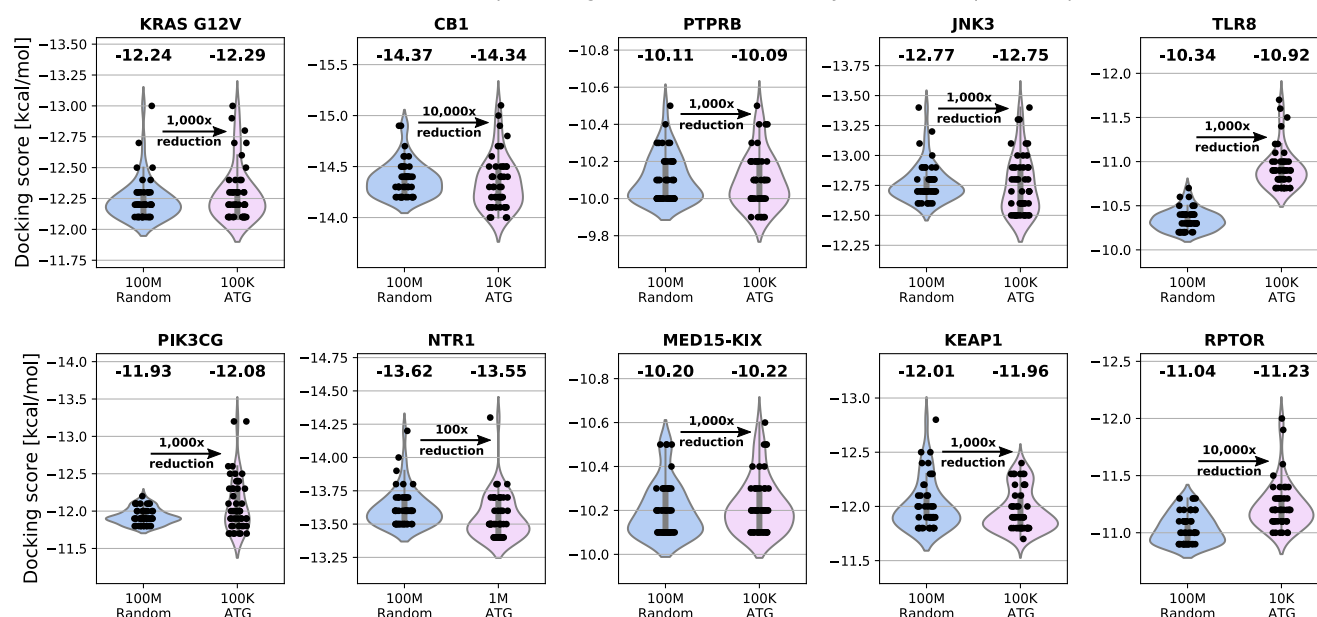 KRAS G12V
CB1
PTPRB
JNK3
TLR8
Docking score [kcal/mol]
−13.50
−13.25
−13.00
−12.75
−12.50
−12.25
−12.00
−11.75
-12.24 -12.29
1,000x
reduction
100M
Random
100K
ATG
−15.5
−15.0
−14.5
−14.0
-14.37 -14.34
10,000x
reduction
100M
Random
10K
ATG
−10.8
−10.6
−10.4
−10.2
−10.0
−9.8
-10.11 -10.09
1,000x
reduction
100M
Random
100K
ATG
−13.75
−13.50
−13.25
−13.00
−12.75
−12.50
−12.25
-12.77 -12.75
1,000x
reduction
100M
Random
100K
ATG
−12.0
−11.5
−11.0
−10.5
−10.0
-10.34 -10.92
1,000x
reduction
100M
Random
100K
ATG
PIK3CG
NTR1
MED15-KIX
KEAP1
RPTOR
Docking score [kcal/mol]
−14.0
−13.5
−13.0
−12.5
−12.0
−11.5
-11.93 -12.08
1,000x
reduction
100M
Random
100K
ATG
−14.75
−14.50
−14.25
−14.00
−13.75
−13.50
−13.25
-13.62 -13.55
100x
reduction
100M
Random
1M
ATG
−10.8
−10.6
−10.4
−10.2
−10.0
-10.20 -10.22
1,000x
reduction
100M
Random
100K
ATG
−13.0
−12.5
−12.0
−11.5
-12.01 -11.96
1,000x
reduction
100M
Random
100K
ATG
−12.5
−12.0
−11.5
−11.0
-11.04 -11.23
10,000x
reduction
100M
Random
10K
ATG